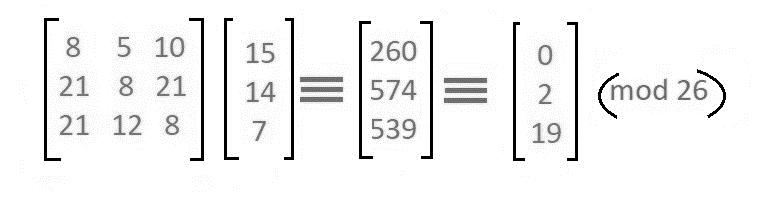 [8 5 10] [15] ≡ [260] ≡ [0]
[21 8 21] [14] ≡ [574] ≡ [2] (mod 26)
[21 12 8] [7] [539] [19]